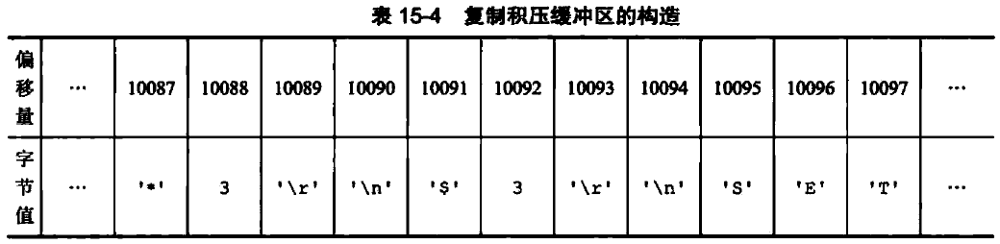 表 15-4 复制积压缓冲区的构造
偏移量 … 10087 10088 10089 10090 10091 10092 10093 10094 10095 10096 10097 …
字节值 … '*' 3 '\r' '\n' '$' 3 '\r' '\n' 'S' 'E' 'T' …